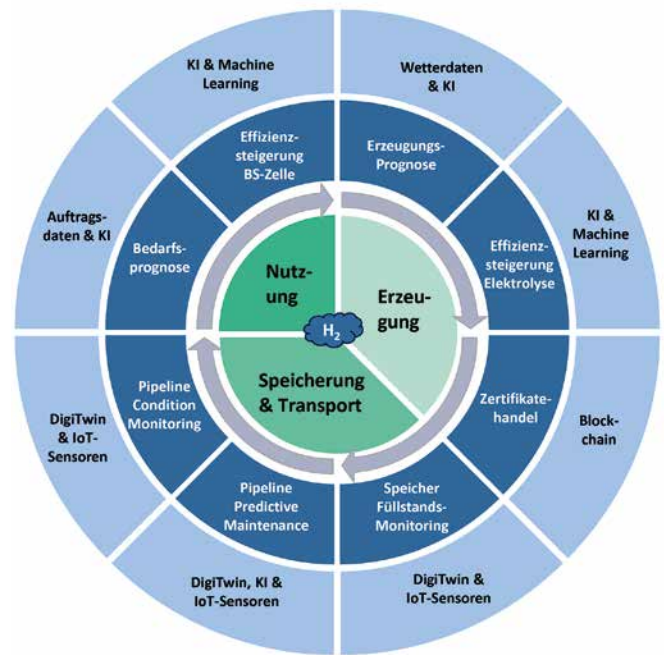 KI & Machine
Learning
Wetterdaten
& KI
KI & Machine
Learning
Block-
chain
DigiTwin &
IoT-Sensoren
DigiTwin, KI &
IoT-Sensoren
DigiTwin
& IoT-
Sensoren
Auftrags-
daten & KI
Effizienz-
steigerung
BS-Zelle
Erzeugungs-
Prognose
Effizienz-
steigerung
Elektrolyse
Zertifikate-
handel
Speicher
Füllstands-
Monitoring
Pipeline
Predictive
Maintenance
Pipeline
Condition
Monitoring
Bedarfs-
prognose
Nutz-
ung
Erzeu-
gung
H2
Speicherung
& Transport